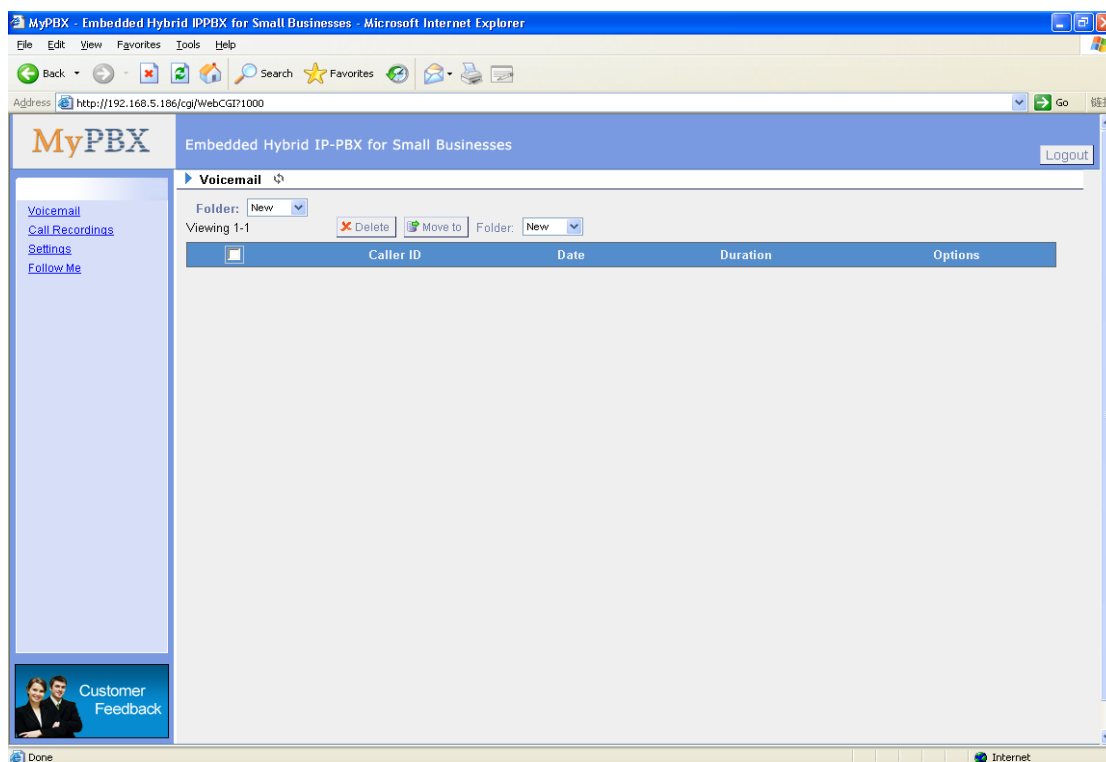 MyPBX - Embedded Hybrid IPPBX for Small Businesses - Microsoft Internet Explorer
File Edit View Favorites Tools Help
Back Search Favorites
Address http://192.168.5.186/cgi/WebCGI?1000 Go
MyPBX
Embedded Hybrid IP-PBX for Small Businesses
Logout
Voicemail
Call Recordings
Settings
Follow Me
Voicemail
Folder: New
Viewing 1-1 Delete Move to Folder: New
Caller ID Date Duration Options
Customer
Feedback
Done Internet